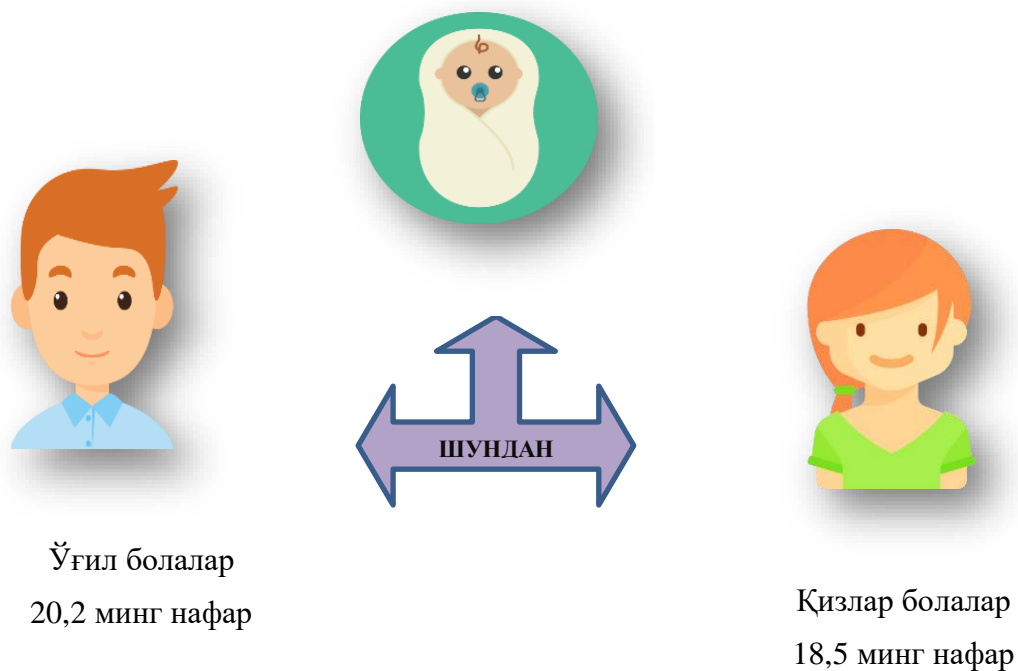 ШУНДАН
Ўғил болалар
20,2 минг нафар
Қизлар болалар
18,5 минг нафар